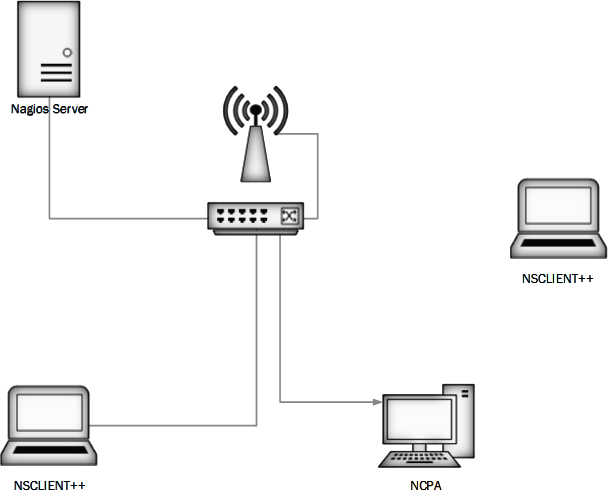 Nagios Server
NSCLIENT++
NSCLIENT++
NCPA